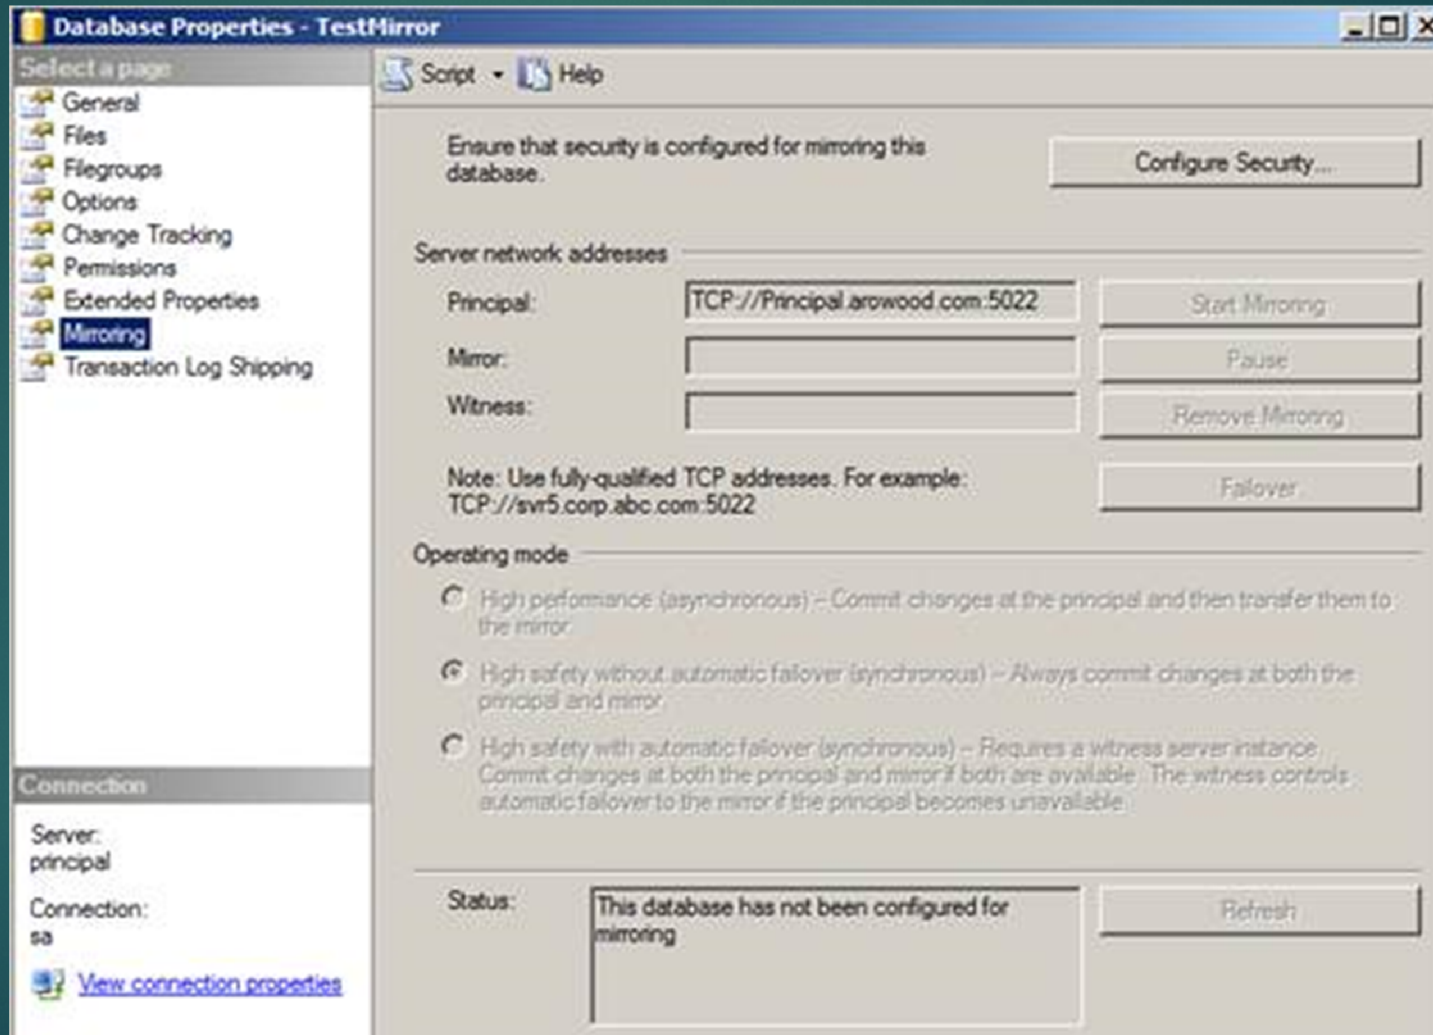 Database Properties - TestMirror
Select a page
General
Files
Filegroups
Options
Change Tracking
Permissions
Extended Properties
Mirroring
Transaction Log Shipping
Connection
Server:
principal
Connection:
sa
View connection properties
Script
Help
Ensure that security is configured for mirroring this
database.
Configure Security...
Server network addresses
Principal:
TCP://Principal.arowood.com:5022
Start Mirroring
Mirror:
Pause
Witness:
Remove Mirroring
Note: Use fully-qualified TCP addresses. For example:
TCP://svr5.corp.abc.com:5022
Failover
Operating mode
High performance (asynchronous) – Commit changes at the principal and then transfer them to
the mirror.
High safety without automatic failover (synchronous) – Always commit changes at both the
principal and mirror.
High safety with automatic failover (synchronous) – Requires a witness server instance.
Commit changes at both the principal and mirror if both are available. The witness controls
automatic failover to the mirror if the principal becomes unavailable.
Status:
This database has not been configured for
mirroring
Refresh